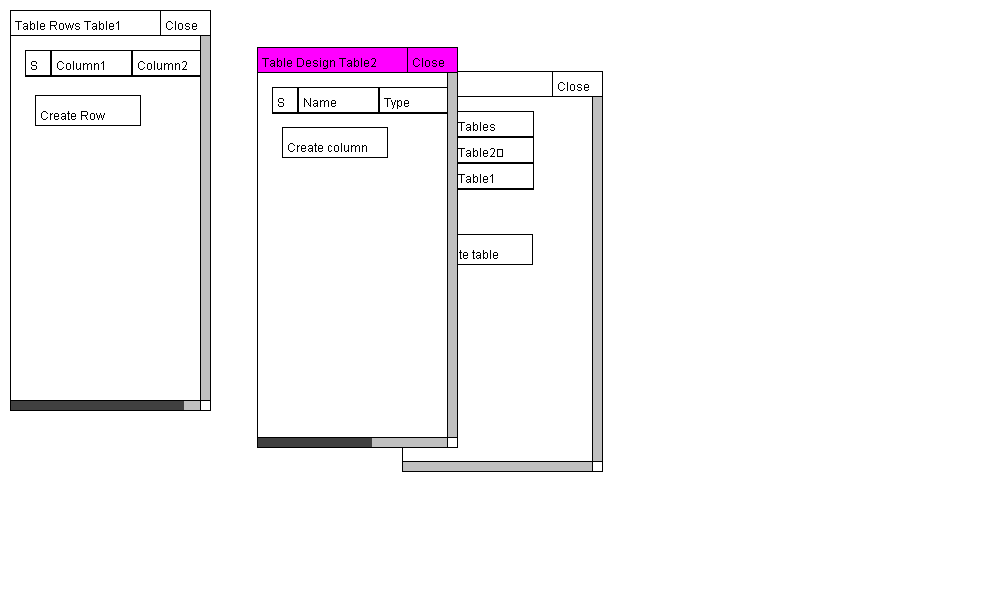 Table Rows Table1 Close
S Column1 Column2
Create Row
Table Design Table2 Close
S Name Type
Create column
Close
Tables
Table2
Table1
te table